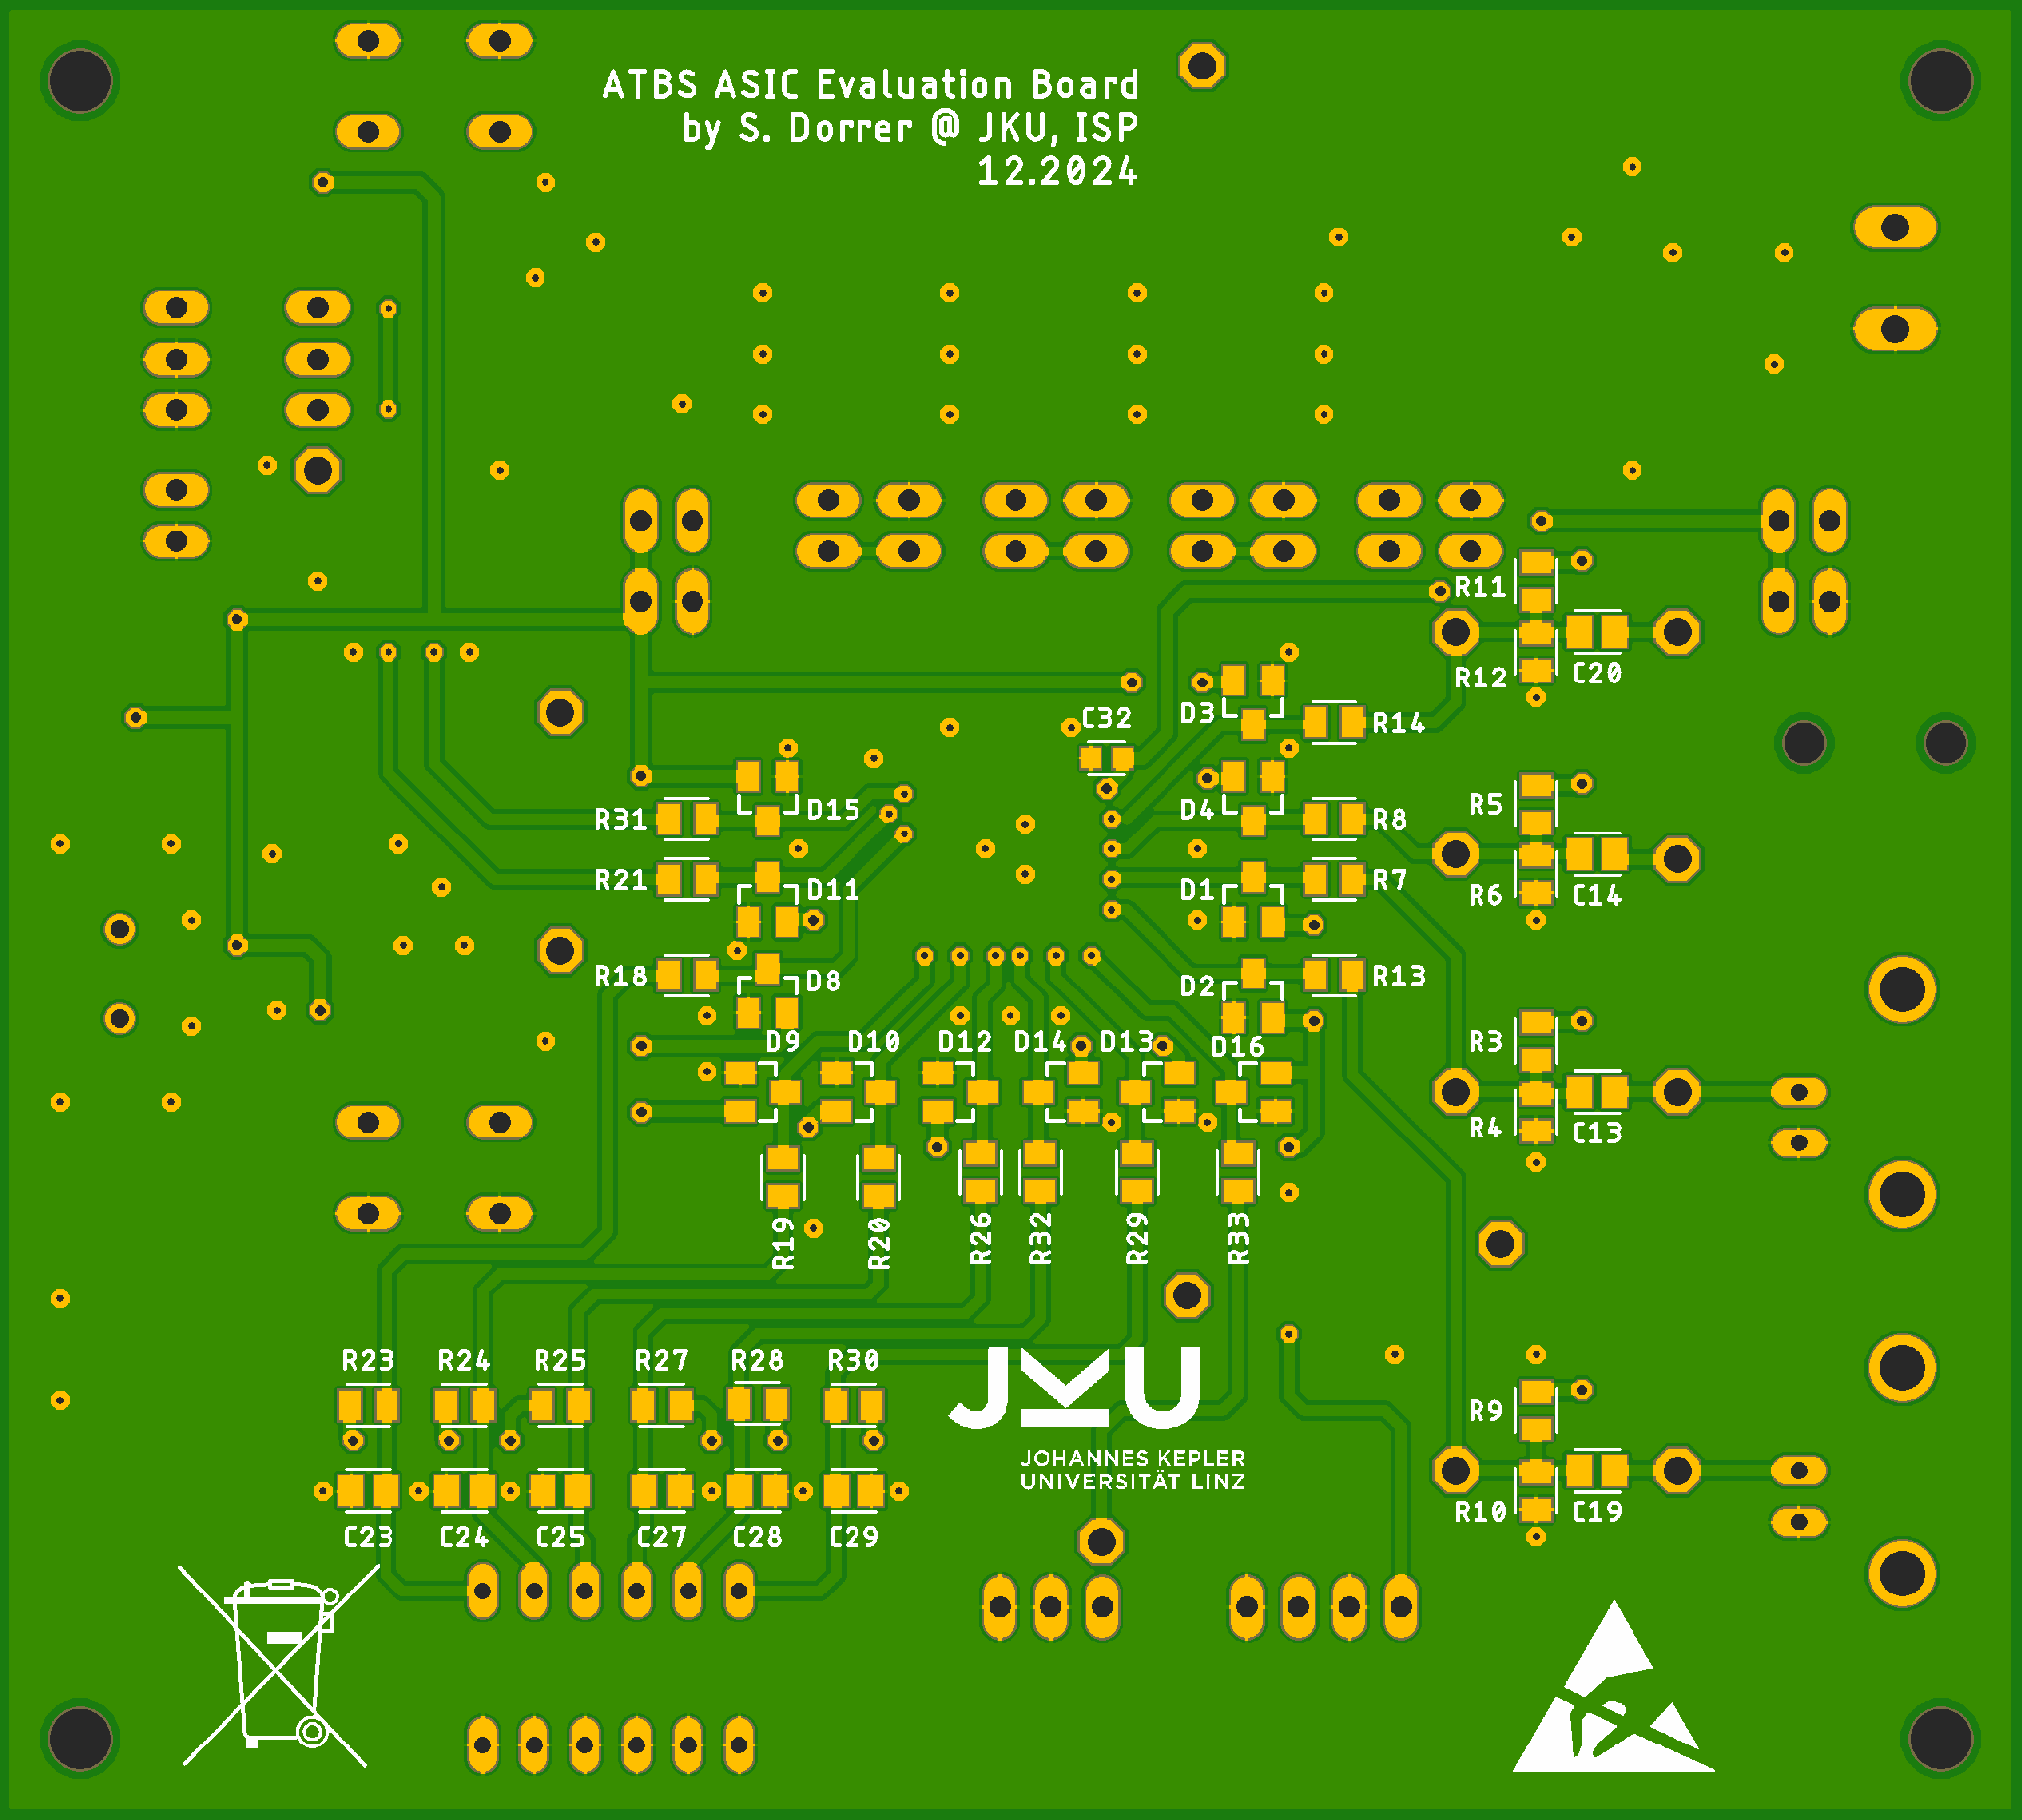 ATBS ASIC Evaluation Board
by S. Dorrer @ JKU, ISP
12.2024
R11
R12
C20
D3
C32
R14
D15
D4
R5
R31
R8
R21
D11
D1
R7
R6
C14
R18
D8
D2
R13
D9
D10
D12
D14
D13
D16
R3
R4
C13
R19
R20
R26
R32
R29
R33
R23
R24
R25
R27
R28
R30
JKU
R9
JOHANNES KEPLER
UNIVERSITÄT LINZ
R10
C19
C23
C24
C25
C27
C28
C29